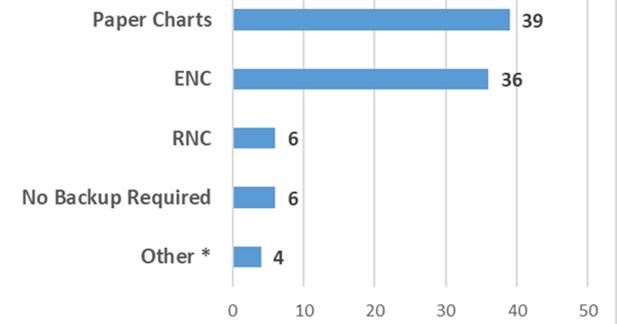 Paper Charts 39
ENC 36
RNC 6
No Backup Required 6
Other * 4
0 10 20 30 40 50